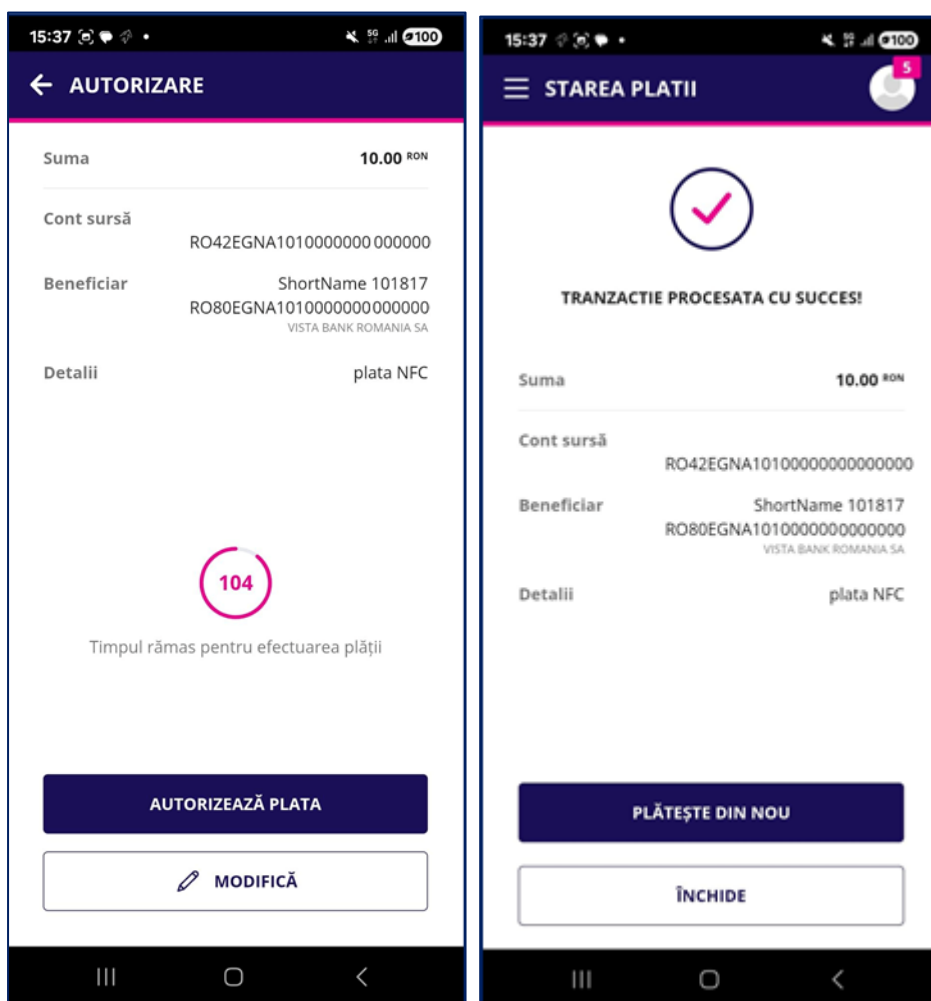 15:37
5G
100
AUTORIZARE
Suma 10.00 RON
Cont sursă
RO42EGNA1010000000000000
Beneficiar ShortName 101817
RO80EGNA1010000000000000
VISTA BANK ROMANIA SA
Detalii plata NFC
104
Timpul rămas pentru efectuarea plății
AUTORIZEAZĂ PLATA
MODIFICĂ
15:37
5G
100
STAREA PLATII
5
TRANZACTIE PROCESATA CU SUCCES!
Suma 10.00 RON
Cont sursă
RO42EGNA10100000000000000
Beneficiar ShortName 101817
RO80EGNA1010000000000000
VISTA BANK ROMANIA SA
Detalii plata NFC
PLĂTEȘTE DIN NOU
ÎNCHIDE